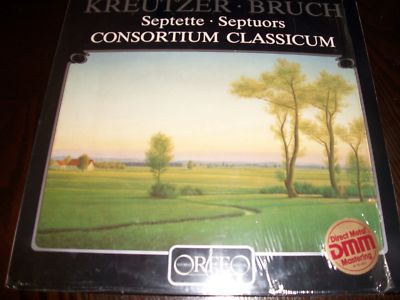 KREUTZER · BRUCH
Septette · Septuors
CONSORTIUM CLASSICUM
Direct Metal
DMM
Mastering
ORFEO